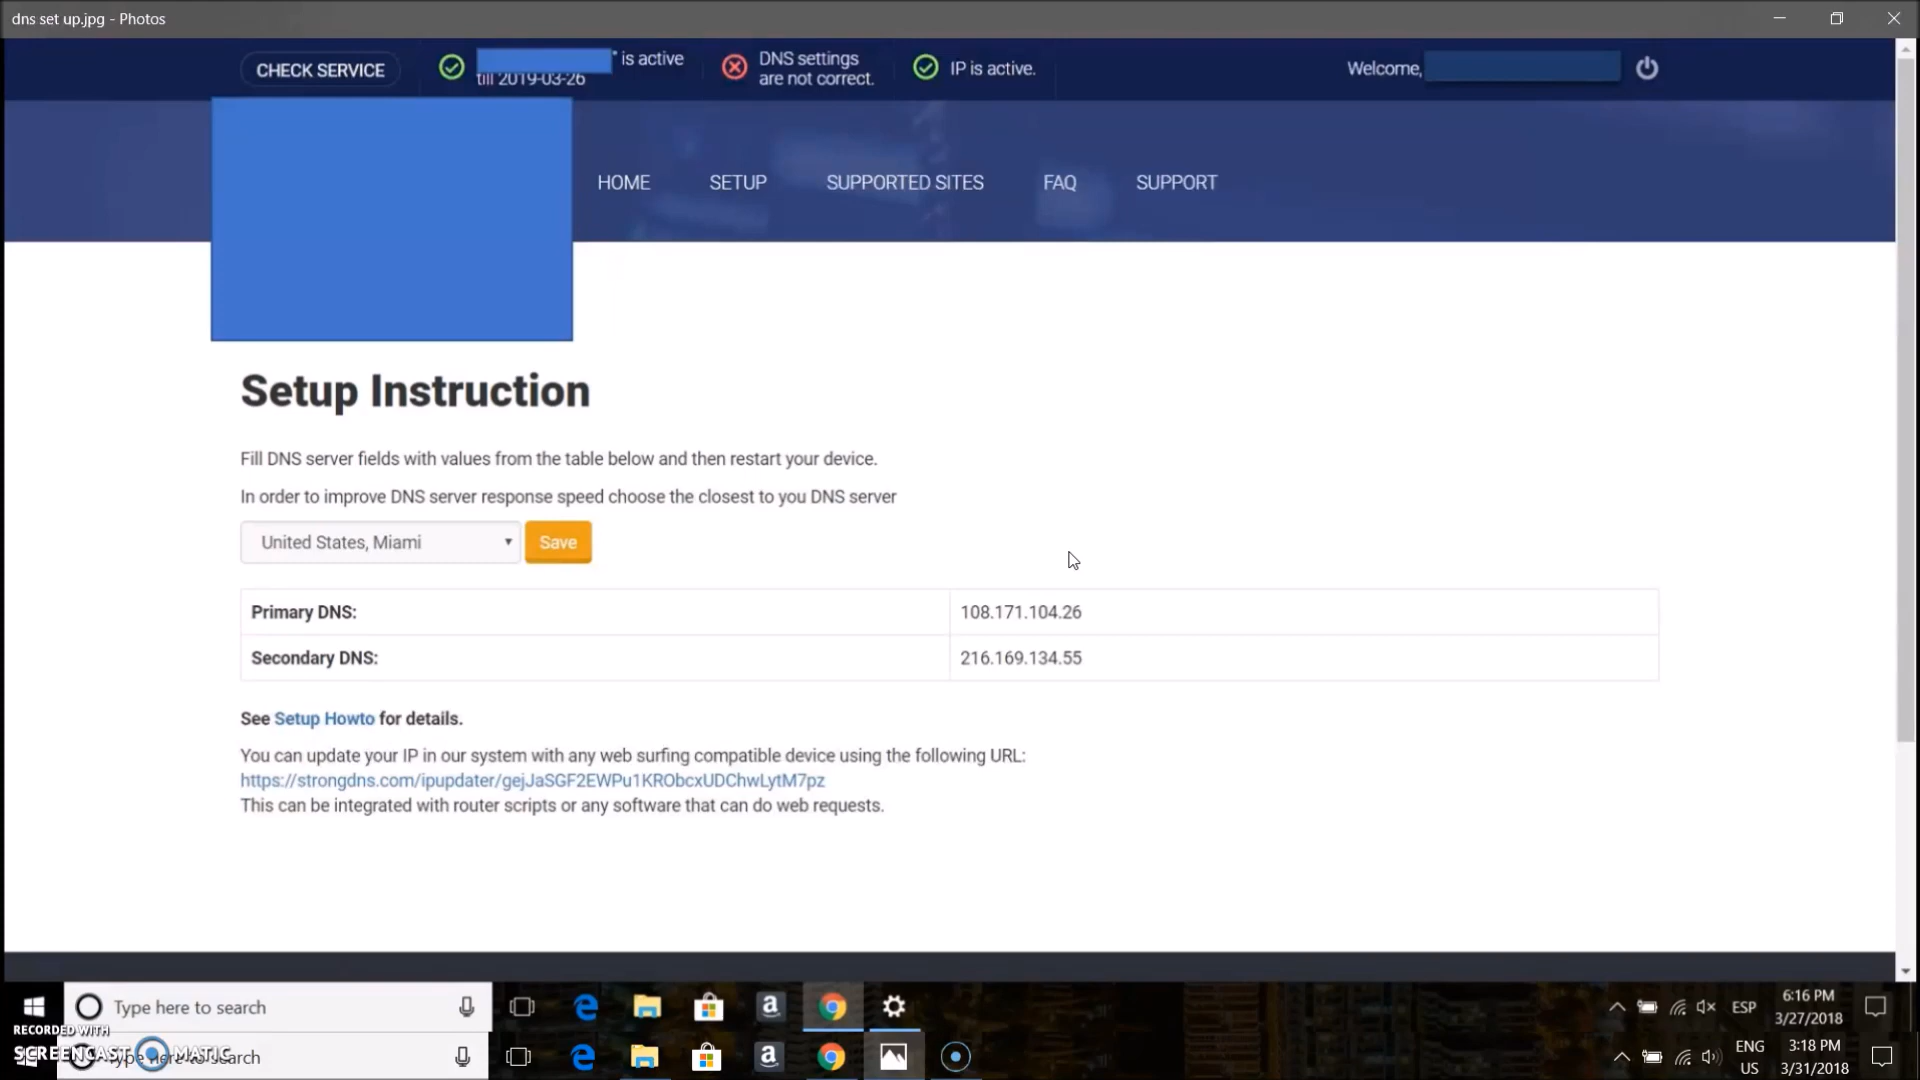 dns set up.jpg - Photos
CHECK SERVICE
" is active
till 2019-03-26
DNS settings
are not correct.
IP is active.
Welcome,
HOME
SETUP
SUPPORTED SITES
FAQ
SUPPORT
Setup Instruction
Fill DNS server fields with values from the table below and then restart your device.
In order to improve DNS server response speed choose the closest to you DNS server
United States, Miami
Save
Primary DNS: 108.171.104.26
Secondary DNS: 216.169.134.55
See Setup Howto for details.
You can update your IP in our system with any web surfing compatible device using the following URL:
https://strongdns.com/ipupdater/gejJaSGF2EWPu1KRObcxUDChwLytM7pz
This can be integrated with router scripts or any software that can do web requests.
Type here to search
ESP
6:16 PM
3/27/2018
RECORDED WITH
SCREENCAST MATIC
Type here to search
ENG
US
3:18 PM
3/31/2018